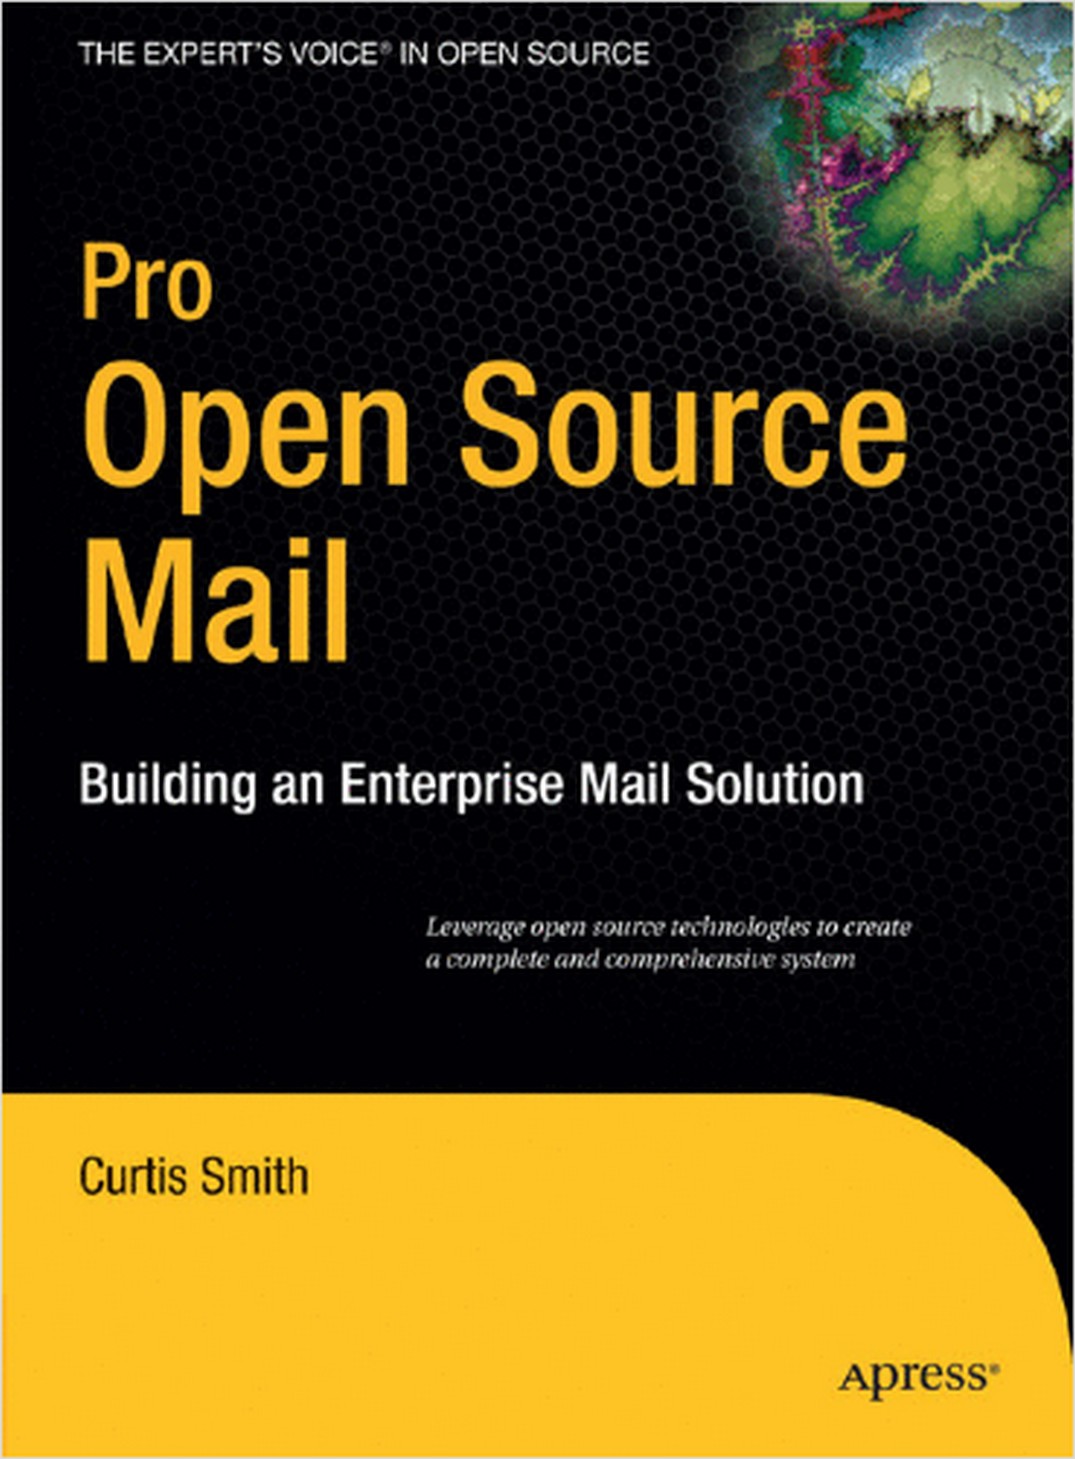 THE EXPERT'S VOICE® IN OPEN SOURCE
Pro
Open Source
Mail
Building an Enterprise Mail Solution
Leverage open source technologies to create
a complete and comprehensive system
Curtis Smith
Apress®